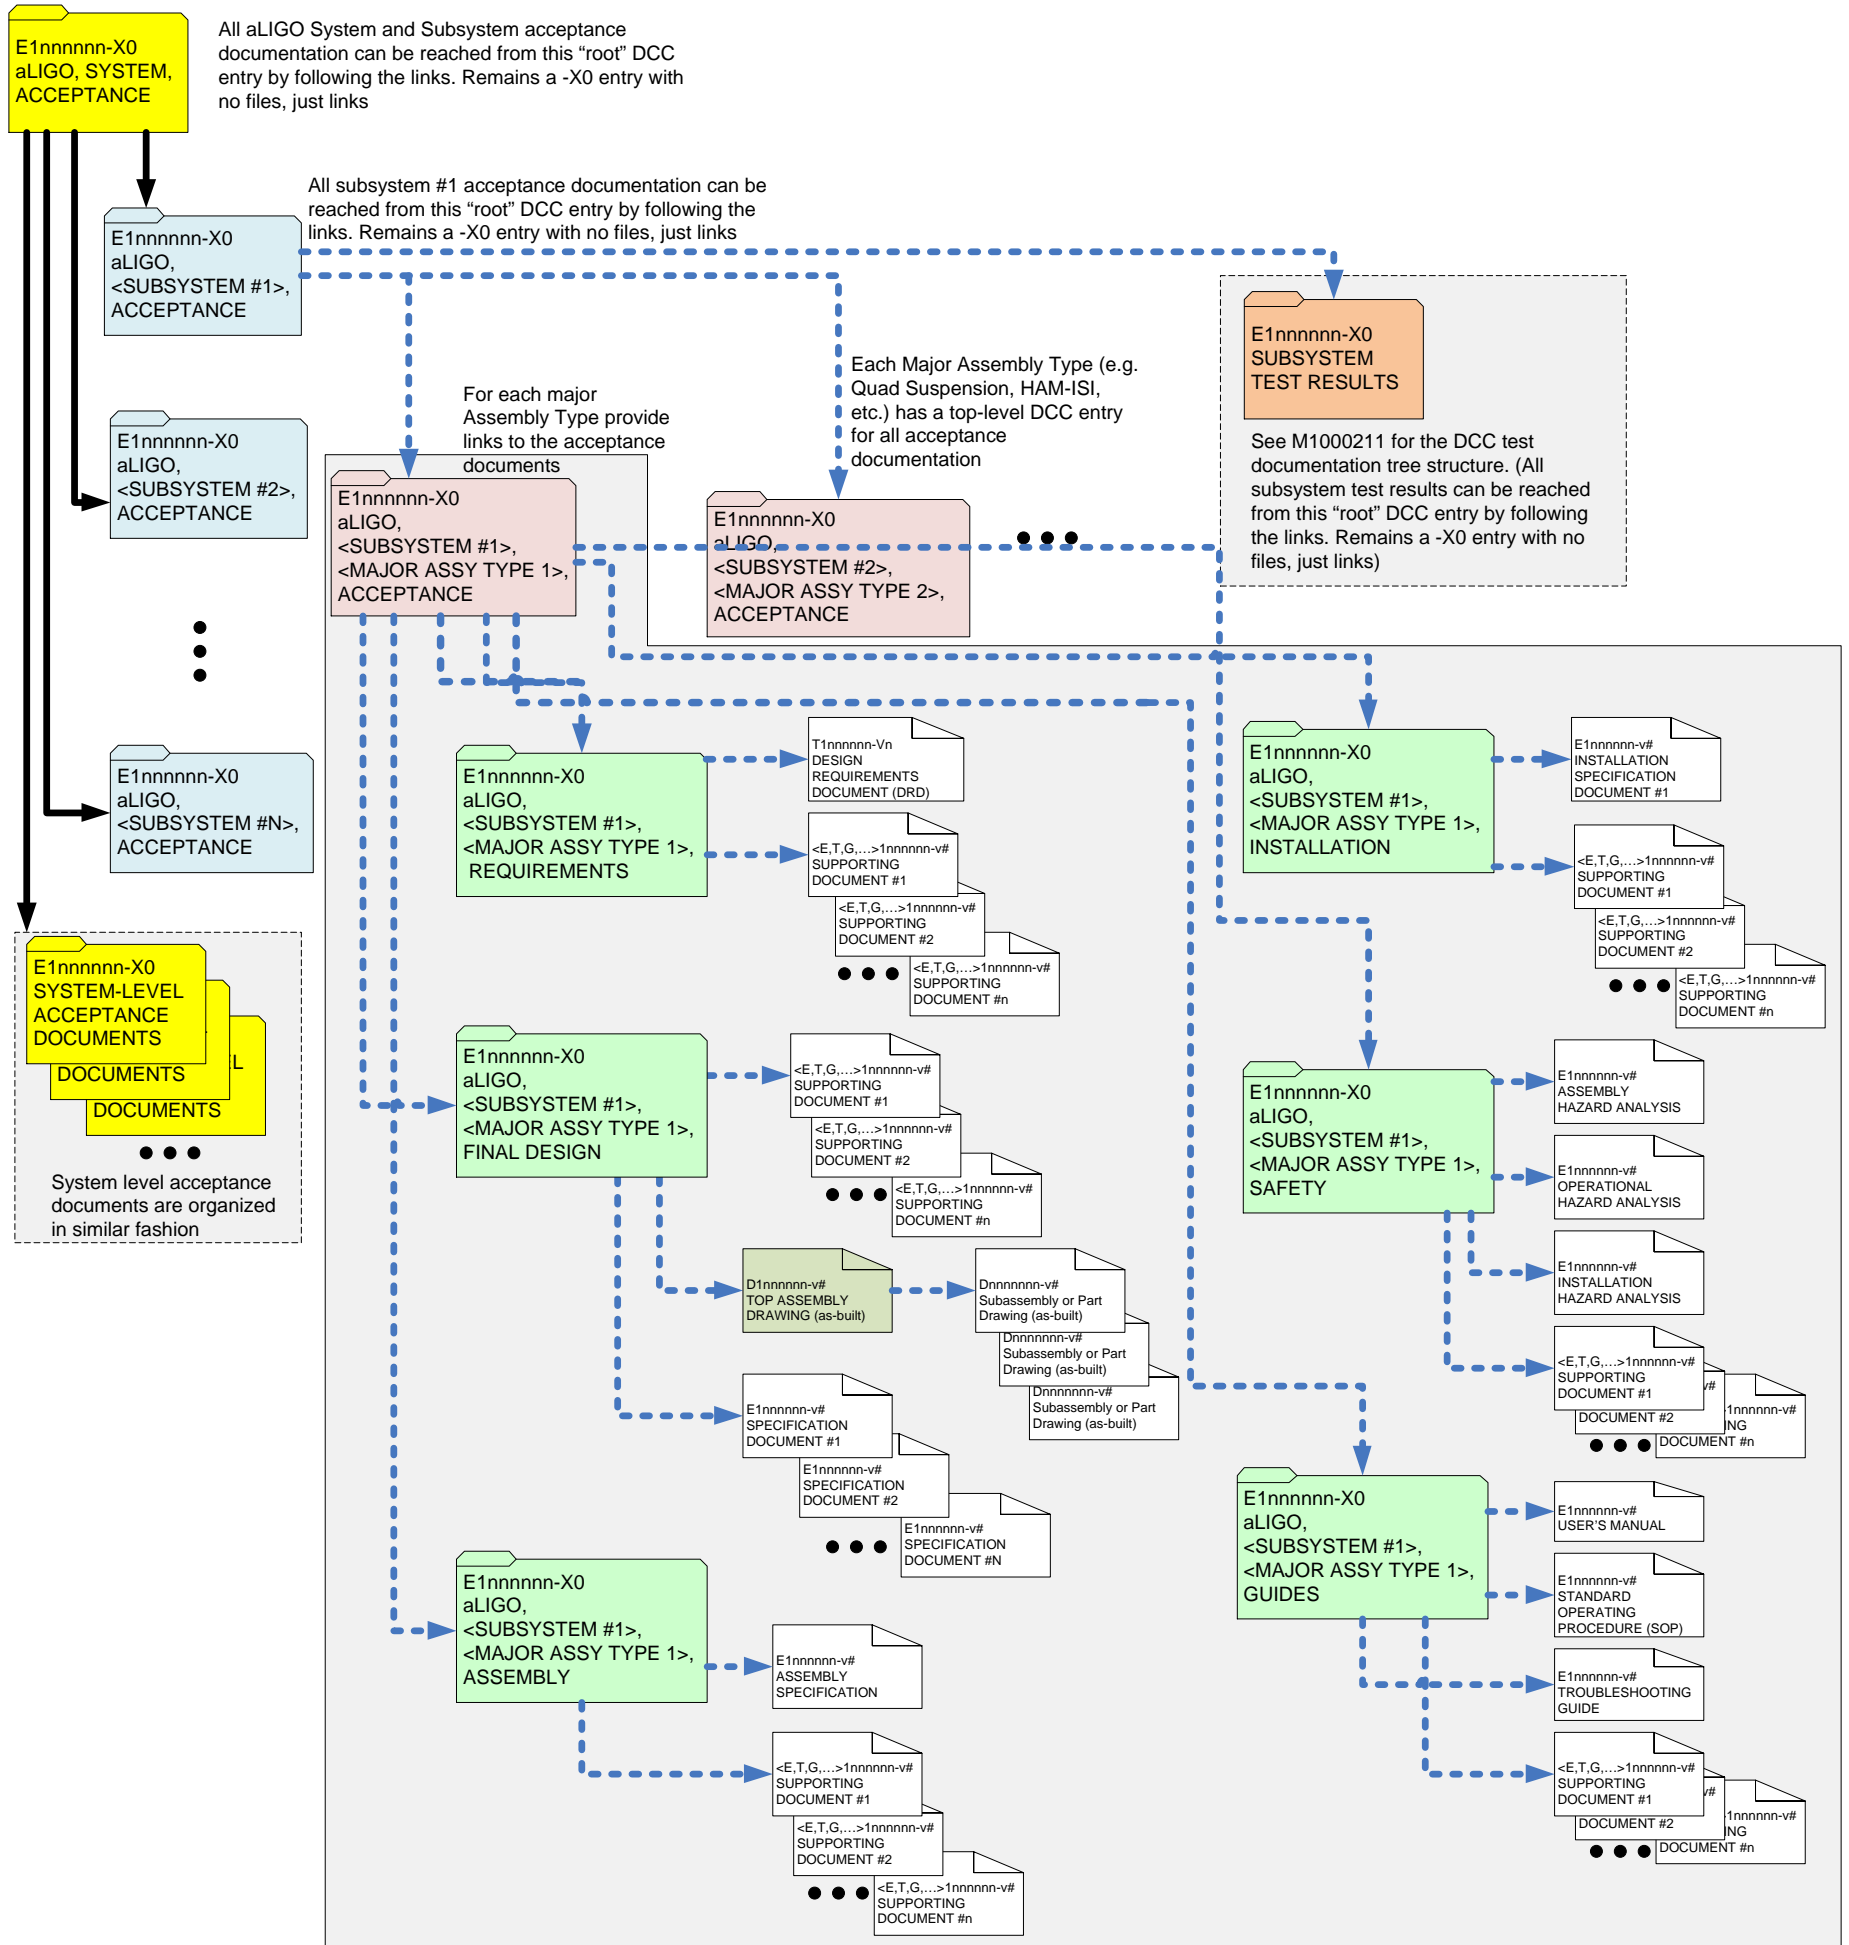 E1nnnnnn-X0
aLIGO, SYSTEM,
ACCEPTANCE
All aLIGO System and Subsystem acceptance
documentation can be reached from this “root” DCC
entry by following the links. Remains a -X0 entry with
no files, just links
All subsystem #1 acceptance documentation can be
reached from this “root” DCC entry by following the
links. Remains a -X0 entry with no files, just links
E1nnnnnn-X0
aLIGO,
<SUBSYSTEM #1>,
ACCEPTANCE
E1nnnnnn-X0
SUBSYSTEM
TEST RESULTS
See M1000211 for the DCC test
documentation tree structure. (All
subsystem test results can be reached
from this “root” DCC entry by following
the links. Remains a -X0 entry with no
files, just links)
Each Major Assembly Type (e.g.
Quad Suspension, HAM-ISI,
etc.) has a top-level DCC entry
for all acceptance
documentation
For each major
Assembly Type provide
links to the acceptance
documents
E1nnnnnn-X0
aLIGO,
<SUBSYSTEM #2>,
ACCEPTANCE
E1nnnnnn-X0
aLIGO,
<SUBSYSTEM #1>,
<MAJOR ASSY TYPE 1>,
ACCEPTANCE
E1nnnnnn-X0
aLIGO,
<SUBSYSTEM #2>,
<MAJOR ASSY TYPE 2>,
ACCEPTANCE
E1nnnnnn-X0
aLIGO,
<SUBSYSTEM #N>,
ACCEPTANCE
E1nnnnnn-X0
SYSTEM-LEVEL
ACCEPTANCE
DOCUMENTS
DOCUMENTS
EL
DOCUMENTS
System level acceptance
documents are organized
in similar fashion
E1nnnnnn-X0
aLIGO,
<SUBSYSTEM #1>,
<MAJOR ASSY TYPE 1>,
REQUIREMENTS
T1nnnnnn-Vn
DESIGN
REQUIREMENTS
DOCUMENT (DRD)
<E,T,G,…>1nnnnnn-v#
SUPPORTING
DOCUMENT #1
<E,T,G,…>1nnnnnn-v#
SUPPORTING
DOCUMENT #2
<E,T,G,…>1nnnnnn-v#
SUPPORTING
DOCUMENT #n
E1nnnnnn-X0
aLIGO,
<SUBSYSTEM #1>,
<MAJOR ASSY TYPE 1>,
FINAL DESIGN
<E,T,G,…>1nnnnnn-v#
SUPPORTING
DOCUMENT #1
<E,T,G,…>1nnnnnn-v#
SUPPORTING
DOCUMENT #2
<E,T,G,…>1nnnnnn-v#
SUPPORTING
DOCUMENT #n
D1nnnnnn-v#
TOP ASSEMBLY
DRAWING (as-built)
Dnnnnnnn-v#
Subassembly or Part
Drawing (as-built)
Dnnnnnnn-v#
Subassembly or Part
Drawing (as-built)
Dnnnnnnn-v#
Subassembly or Part
Drawing (as-built)
E1nnnnnn-v#
SPECIFICATION
DOCUMENT #1
E1nnnnnn-v#
SPECIFICATION
DOCUMENT #2
E1nnnnnn-v#
SPECIFICATION
DOCUMENT #N
E1nnnnnn-X0
aLIGO,
<SUBSYSTEM #1>,
<MAJOR ASSY TYPE 1>,
ASSEMBLY
E1nnnnnn-v#
ASSEMBLY
SPECIFICATION
<E,T,G,…>1nnnnnn-v#
SUPPORTING
DOCUMENT #1
<E,T,G,…>1nnnnnn-v#
SUPPORTING
DOCUMENT #2
<E,T,G,…>1nnnnnn-v#
SUPPORTING
DOCUMENT #n
E1nnnnnn-X0
aLIGO,
<SUBSYSTEM #1>,
<MAJOR ASSY TYPE 1>,
INSTALLATION
E1nnnnnn-v#
INSTALLATION
SPECIFICATION
DOCUMENT #1
<E,T,G,…>1nnnnnn-v#
SUPPORTING
DOCUMENT #1
<E,T,G,…>1nnnnnn-v#
SUPPORTING
DOCUMENT #2
<E,T,G,…>1nnnnnn-v#
SUPPORTING
DOCUMENT #n
E1nnnnnn-X0
aLIGO,
<SUBSYSTEM #1>,
<MAJOR ASSY TYPE 1>,
SAFETY
E1nnnnnn-v#
ASSEMBLY
HAZARD ANALYSIS
E1nnnnnn-v#
OPERATIONAL
HAZARD ANALYSIS
E1nnnnnn-v#
INSTALLATION
HAZARD ANALYSIS
<E,T,G,…>1nnnnnn-v#
SUPPORTING
DOCUMENT #1
v#
DOCUMENT #2
1nnnnnn-v#
NG
DOCUMENT #n
E1nnnnnn-X0
aLIGO,
<SUBSYSTEM #1>,
<MAJOR ASSY TYPE 1>,
GUIDES
E1nnnnnn-v#
USER'S MANUAL
E1nnnnnn-v#
STANDARD
OPERATING
PROCEDURE (SOP)
E1nnnnnn-v#
TROUBLESHOOTING
GUIDE
<E,T,G,…>1nnnnnn-v#
SUPPORTING
DOCUMENT #1
v#
DOCUMENT #2
1nnnnnn-v#
NG
DOCUMENT #n